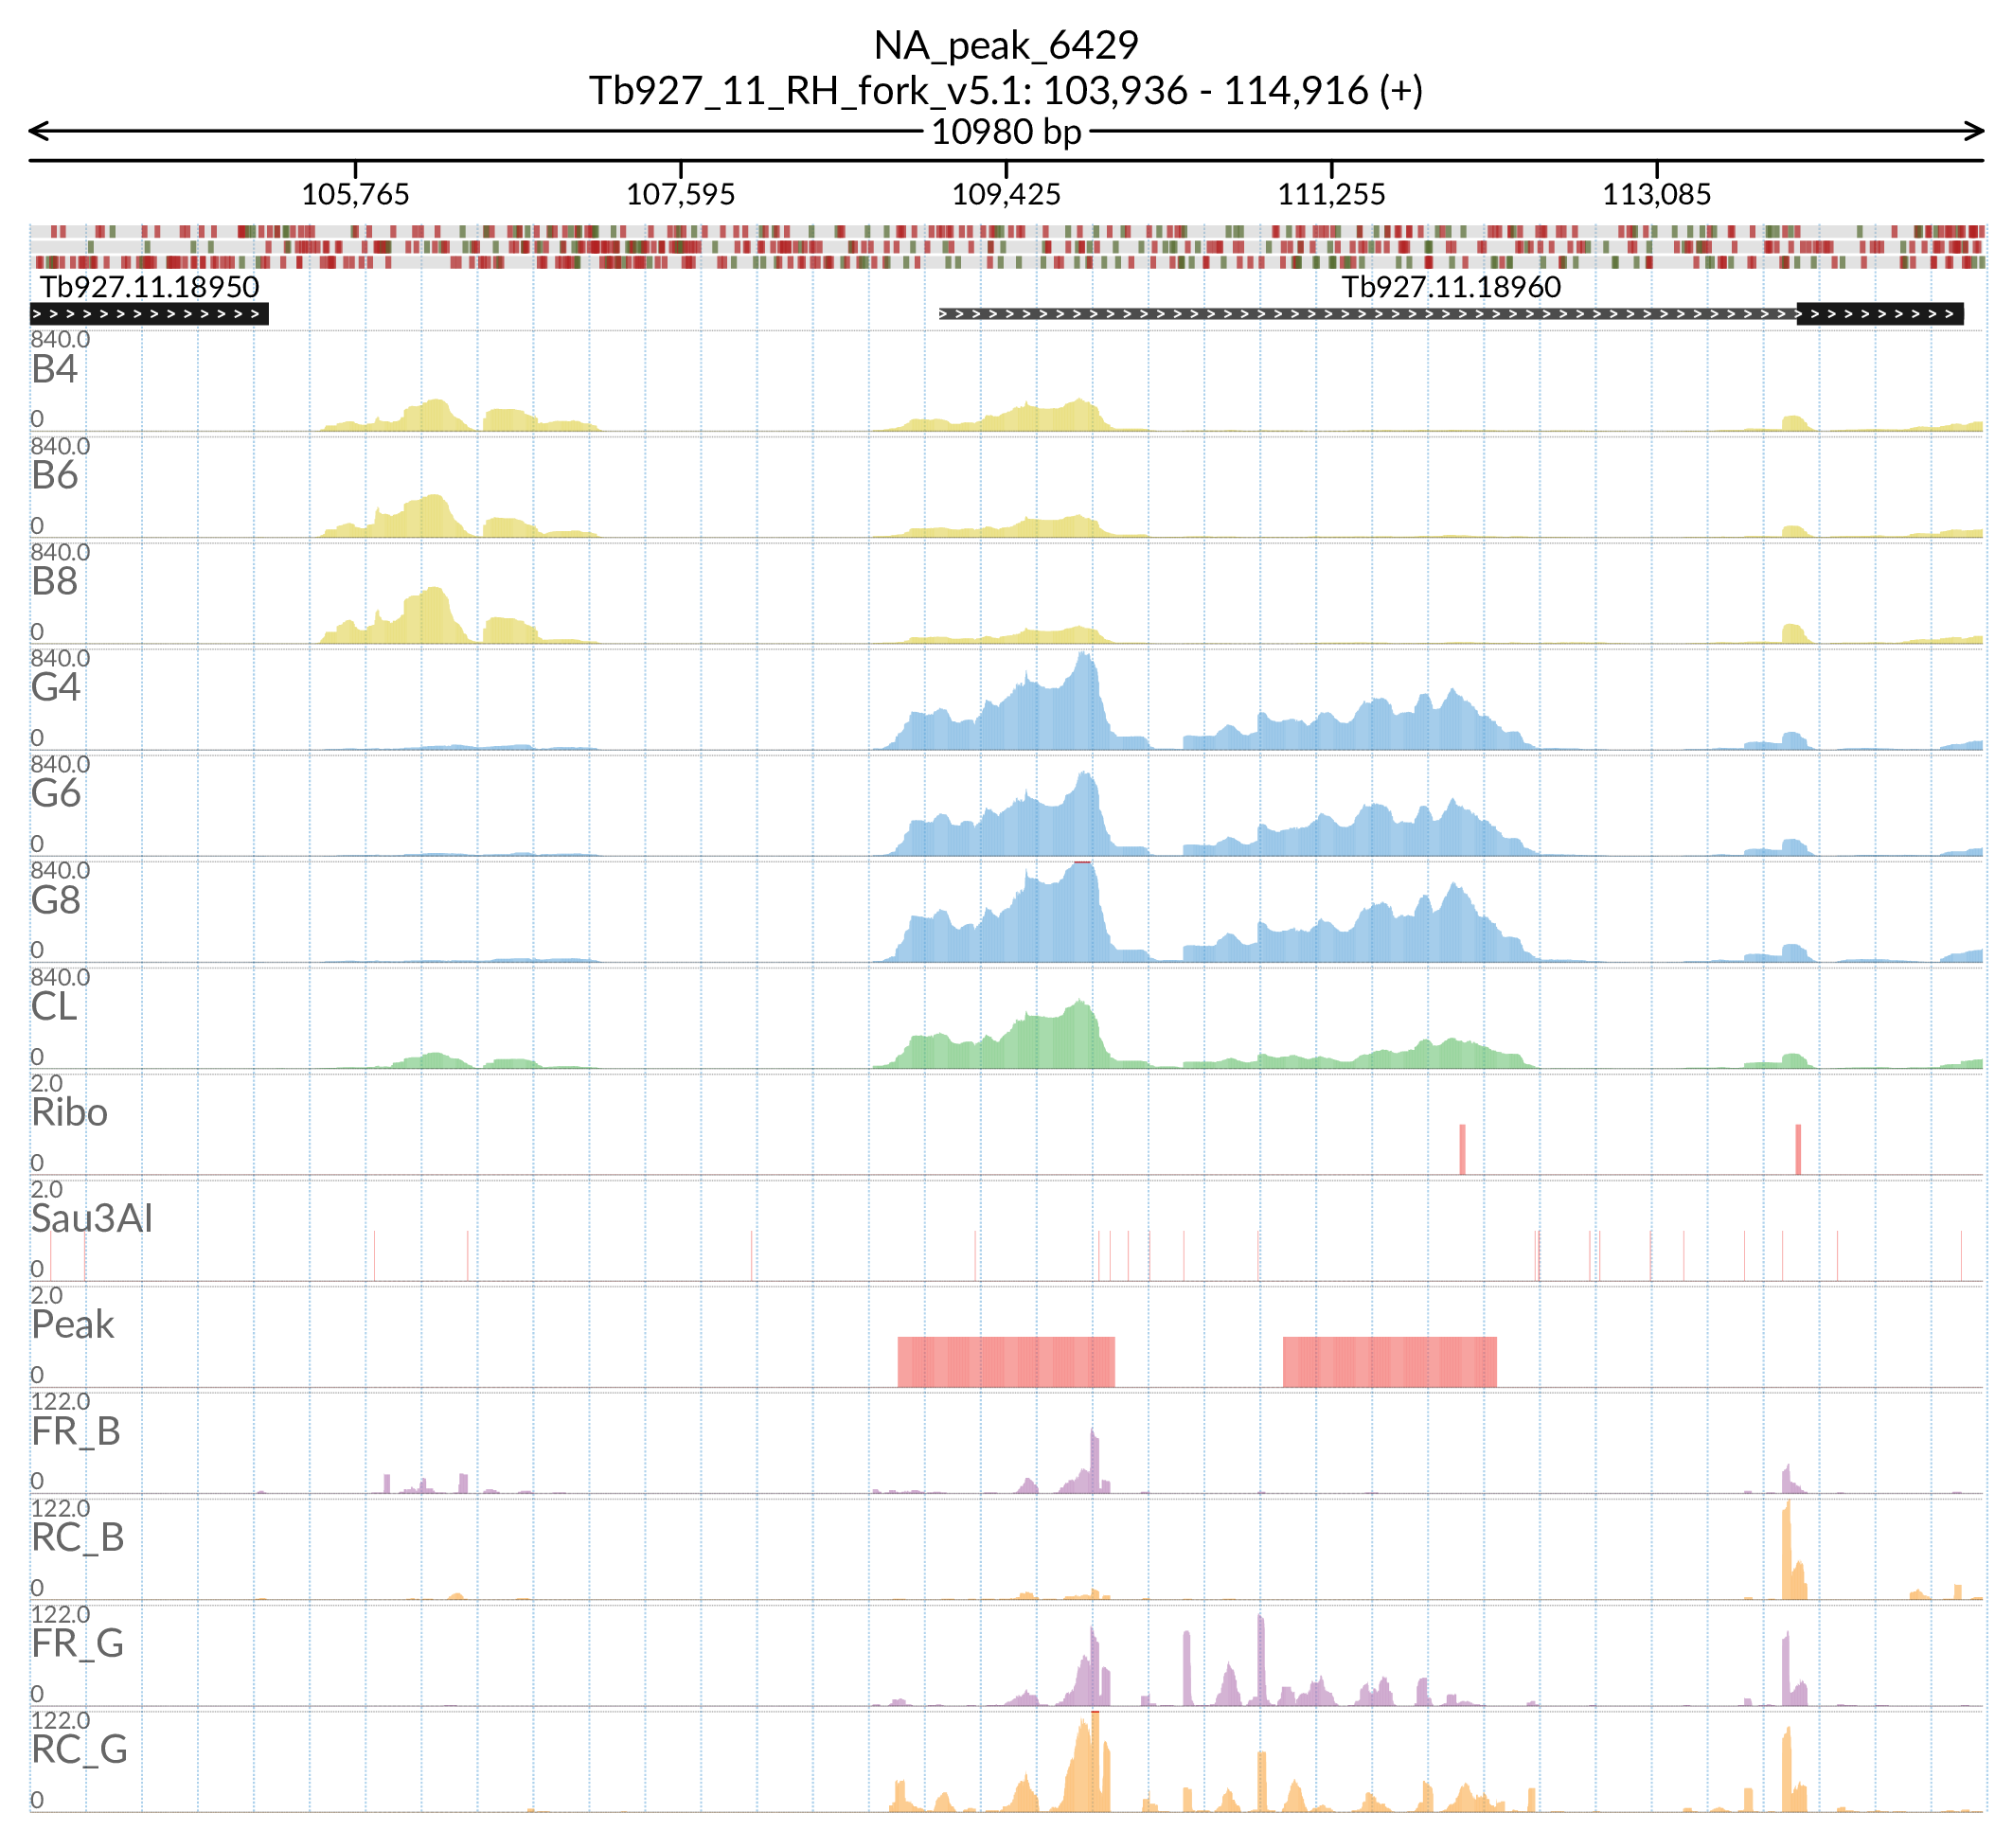 NA_peak_6429
Tb927_11_RH_fork_v5.1: 103,936 - 114,916 (+)
10980 bp
105,765 107,595 109,425 111,255 113,085
Tb927.11.18950 Tb927.11.18960
840.0
B4
0
840.0
B6
0
840.0
B8
0
840.0
G4
0
840.0
G6
0
840.0
G8
0
840.0
CL
0
2.0
Ribo
0
2.0
Sau3AI
0
2.0
Peak
0
122.0
FR_B
0
122.0
RC_B
0
122.0
FR_G
0
122.0
RC_G
0